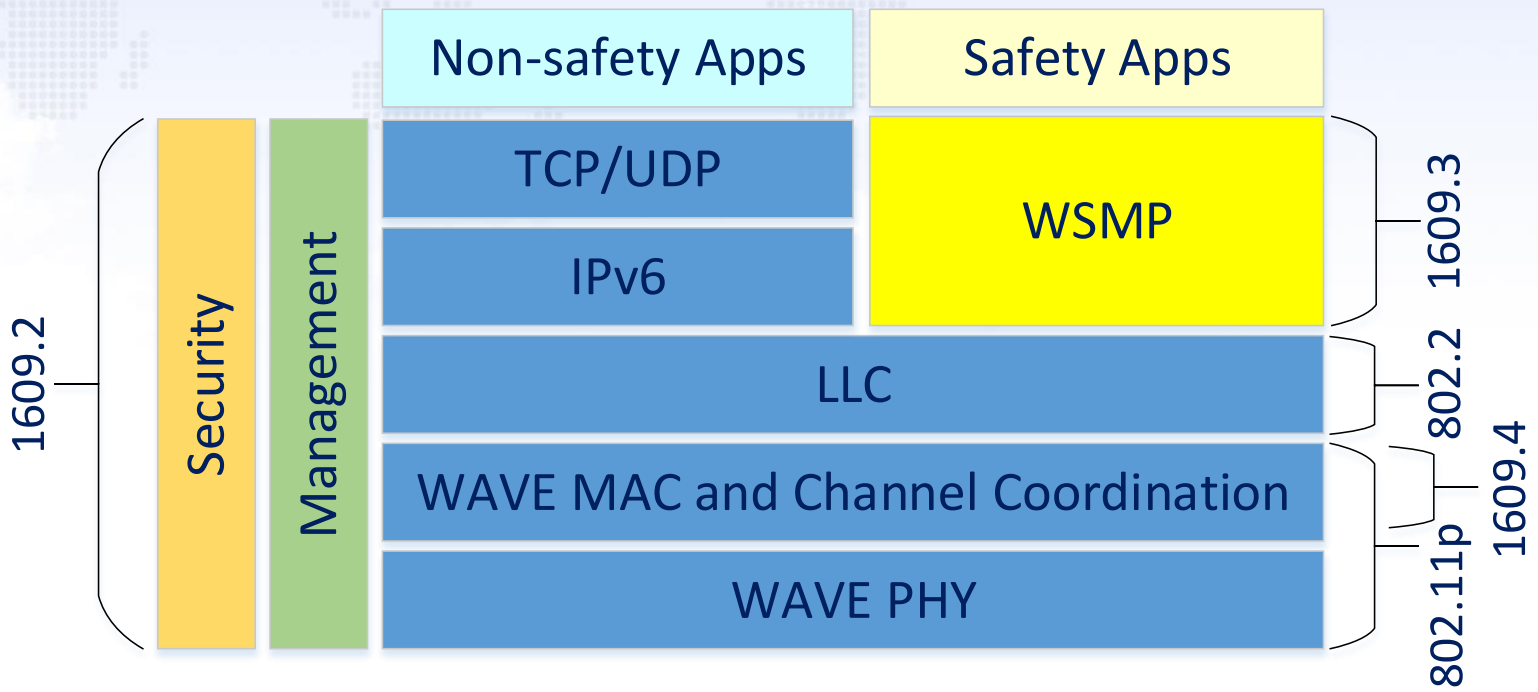 Non-safety Apps
Safety Apps
TCP/UDP
WSMP
IPv6
LLC
WAVE MAC and Channel Coordination
WAVE PHY
Security
Management
1609.2
1609.3
802.2
1609.4
802.11p